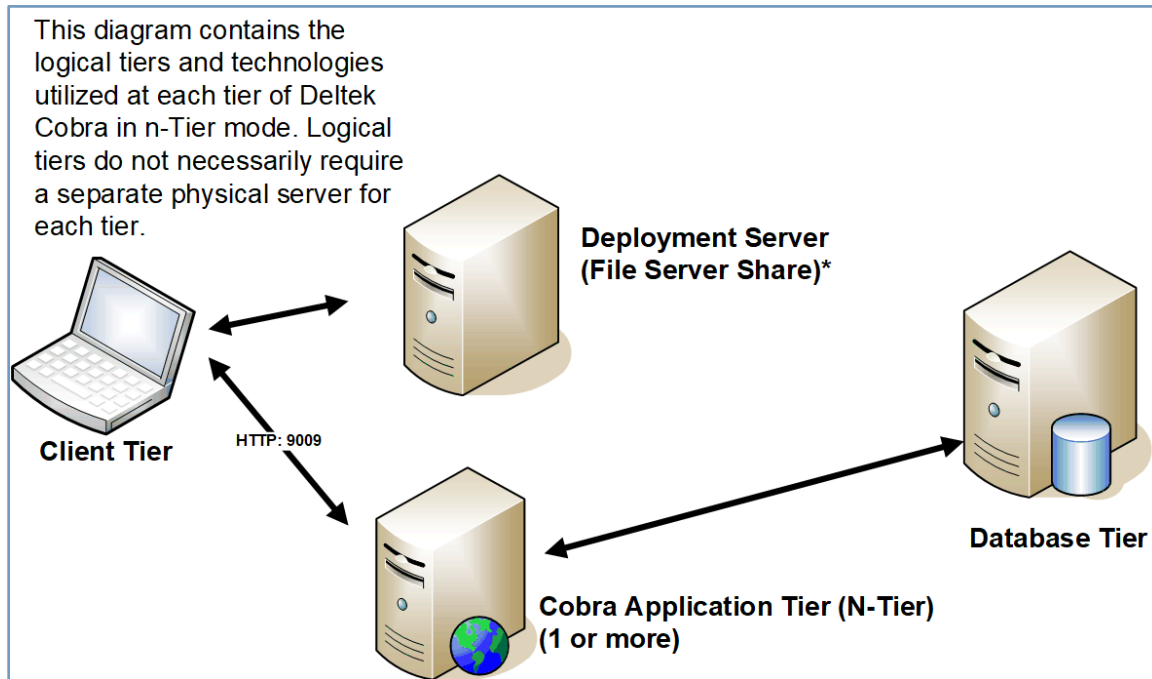 This diagram contains the
logical tiers and technologies
utilized at each tier of Deltek
Cobra in n-Tier mode. Logical
tiers do not necessarily require
a separate physical server for
each tier.
Deployment Server
(File Server Share)*
Client Tier
HTTP: 9009
Database Tier
Cobra Application Tier (N-Tier)
(1 or more)